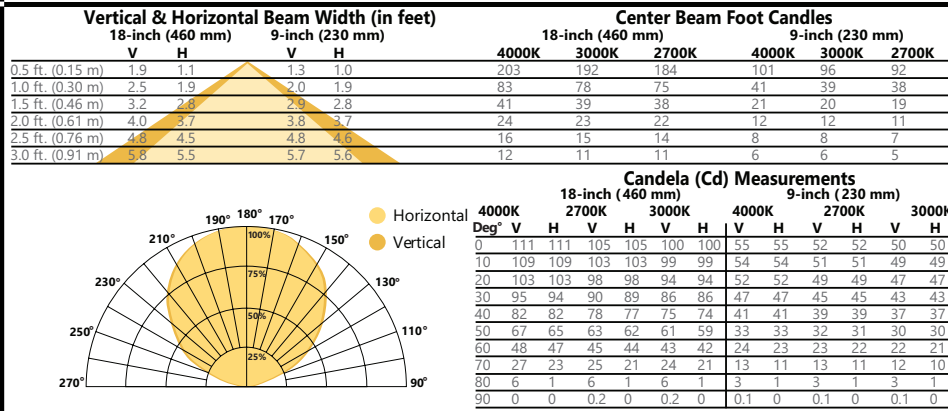 Vertical & Horizontal Beam Width (in feet)
18-inch (460 mm) 9-inch (230 mm)
V H V H
0.5 ft. (0.15 m) 1.9 1.1 1.3 1.0
1.0 ft. (0.30 m) 2.5 1.9 2.0 1.9
1.5 ft. (0.46 m) 3.2 2.8 2.9 2.8
2.0 ft. (0.61 m) 4.0 3.7 3.8 3.7
2.5 ft. (0.76 m) 4.8 4.5 4.8 4.6
3.0 ft. (0.91 m) 5.8 5.5 5.7 5.6
Center Beam Foot Candles
18-inch (460 mm) 9-inch (230 mm)
4000K 3000K 2700K 4000K 3000K 2700K
203 192 184 101 96 92
83 78 75 41 39 38
41 39 38 21 20 19
24 23 22 12 12 11
16 15 14 8 8 7
12 11 11 6 6 5
190° 180° 170°
210° 150°
230° 130°
250° 110°
270° 90°
100%
75%
50%
25%
Horizontal
Vertical
Candela (Cd) Measurements
18-inch (460 mm) 9-inch (230 mm)
4000K 2700K 3000K 4000K 2700K 3000K
Deg° V H V H V H V H V H V H
0 111 111 105 105 100 100 55 55 52 52 50 50
10 109 109 103 103 99 99 54 54 51 51 49 49
20 103 103 98 98 94 94 52 52 49 49 47 47
30 95 94 90 89 86 86 47 47 45 45 43 43
40 82 82 78 77 75 74 41 41 39 39 37 37
50 67 65 63 62 61 59 33 33 32 31 30 30
60 48 47 45 44 43 42 24 23 23 22 22 21
70 27 23 25 21 24 21 13 11 13 11 12 10
80 6 1 6 1 6 1 3 1 3 1 3 1
90 0 0 0.2 0 0.2 0 0.1 0 0.1 0 0.1 0